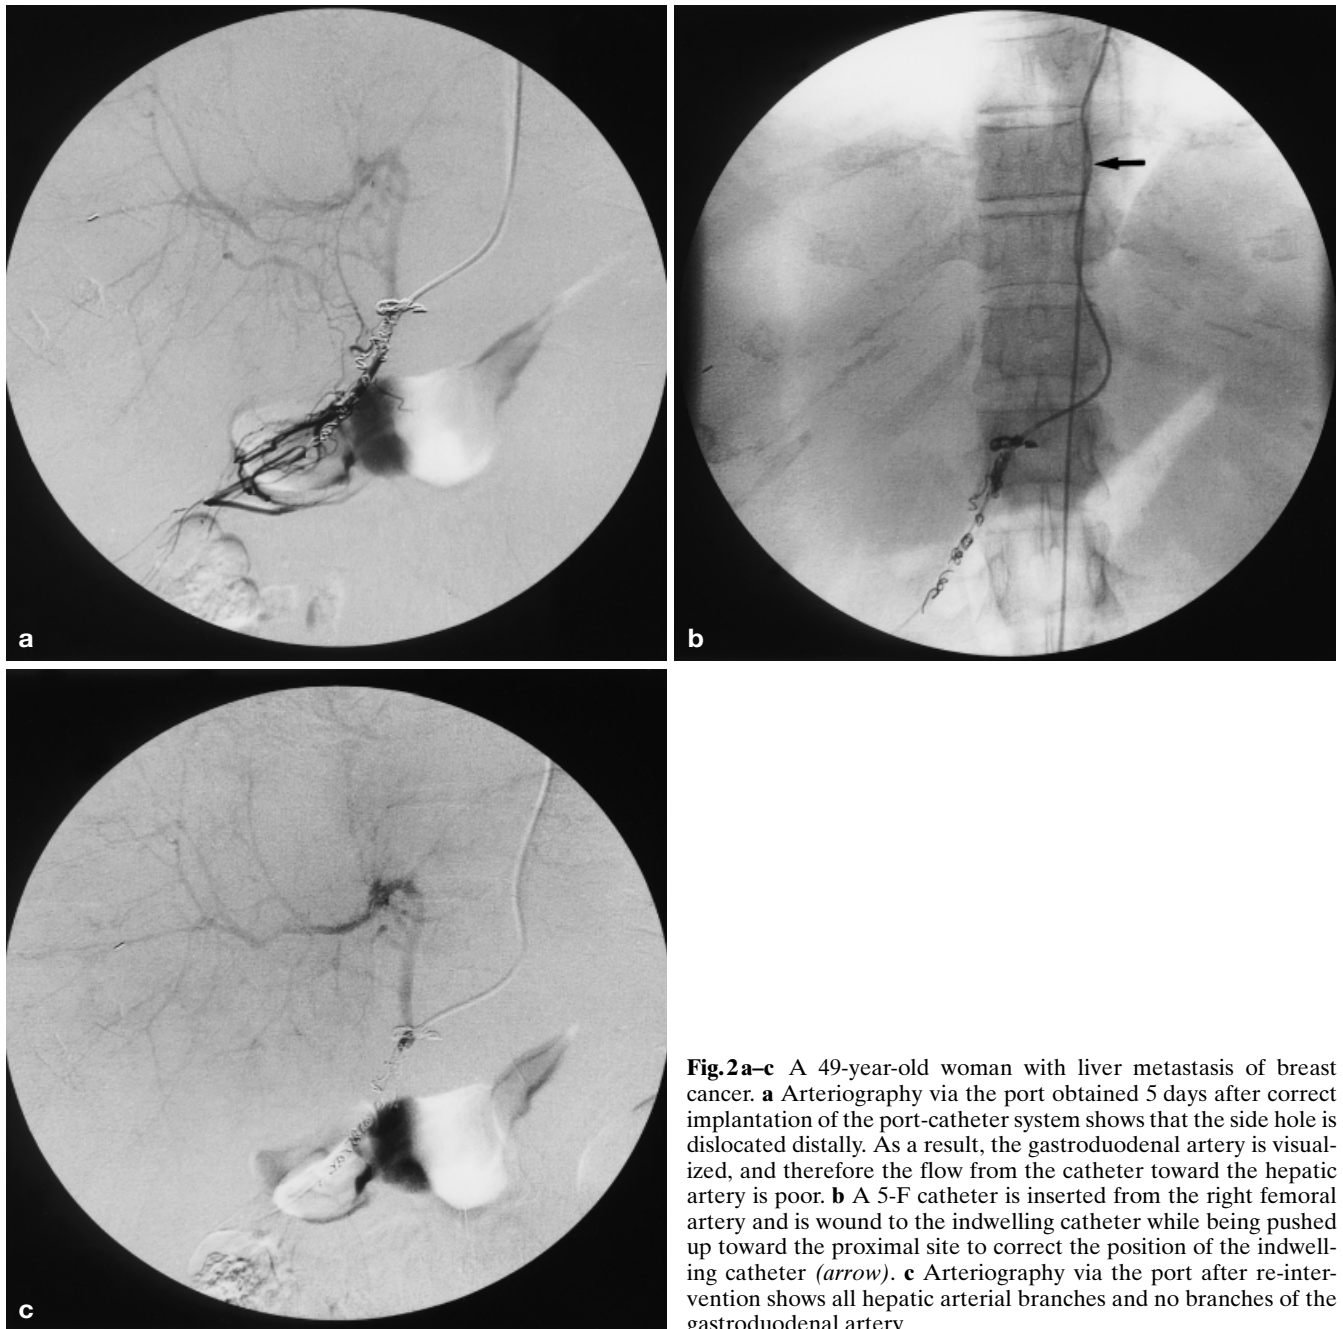 a
b
c
Fig. 2 a–c A 49-year-old woman with liver metastasis of breast
cancer. a Arteriography via the port obtained 5 days after correct
implantation of the port-catheter system shows that the side hole is
dislocated distally. As a result, the gastroduodenal artery is visual-
ized, and therefore the flow from the catheter toward the hepatic
artery is poor. b A 5-F catheter is inserted from the right femoral
artery and is wound to the indwelling catheter while being pushed
up toward the proximal site to correct the position of the indwell-
ing catheter (arrow). c Arteriography via the port after re-inter-
vention shows all hepatic arterial branches and no branches of the
gastroduodenal artery